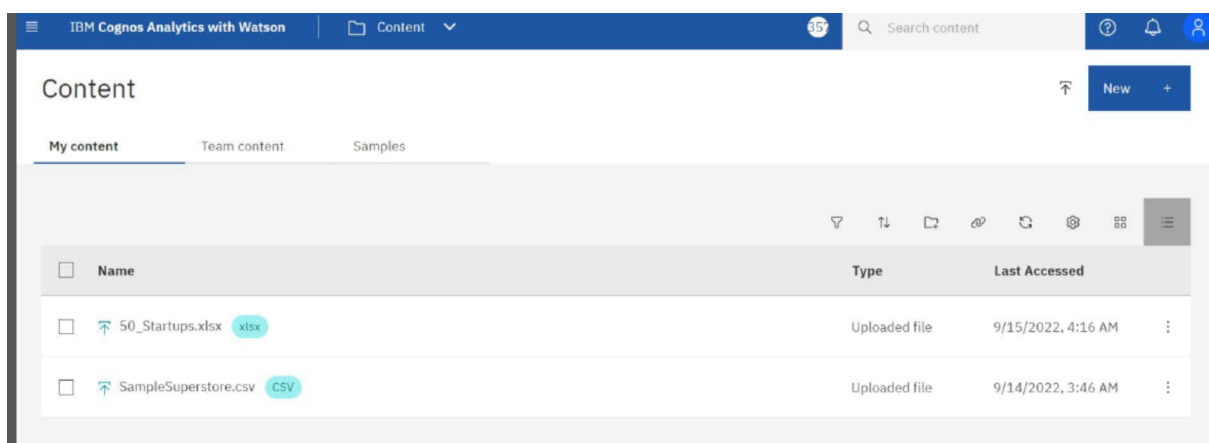 IBM Cognos Analytics with Watson Content 357 Search content
Content
New +
My content Team content Samples
Name Type Last Accessed
50_Startups.xlsx xlsx Uploaded file 9/15/2022, 4:16 AM
SampleSuperstore.csv CSV Uploaded file 9/14/2022, 3:46 AM